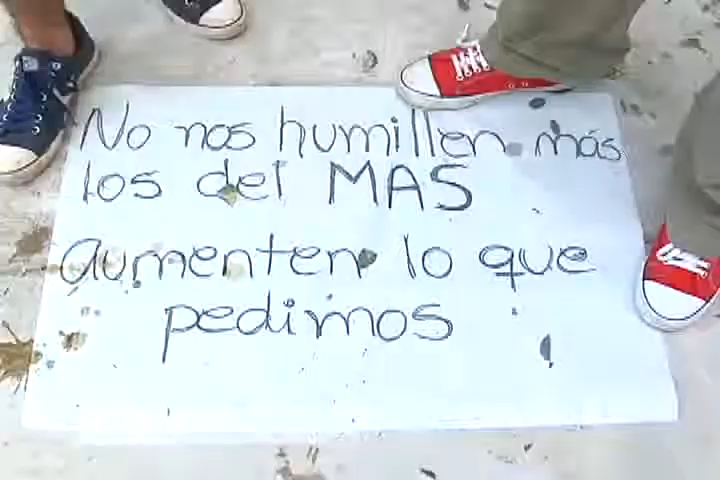 No nos humillen más
los del MAS
aumenten lo que
pedimos